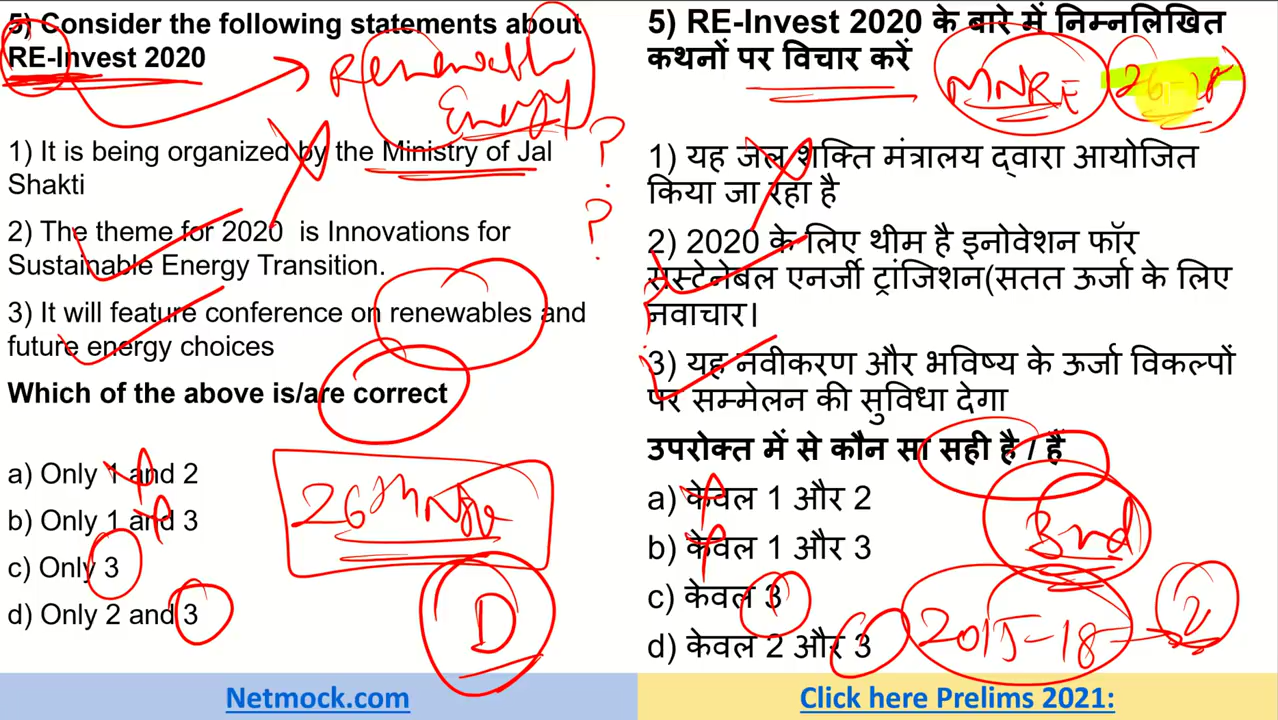 5) Consider the following statements about
RE-Invest 2020
Renewable
Energy
1) It is being organized by the Ministry of Jal
Shakti
?
2) The theme for 2020 is Innovations for
Sustainable Energy Transition.
?
3) It will feature conference on renewables and
future energy choices
Which of the above is/are correct
a) Only 1 and 2
b) Only 1 and 3
c) Only 3
d) Only 2 and 3
D
Netmock.com
5) RE-Invest 2020 के बारे में निम्नलिखित
कथनों पर विचार करें
MNRE
26-18
1) यह जल शक्ति मंत्रालय द्वारा आयोजित
किया जा रहा है
2) 2020 के लिए थीम है इनोवेशन फॉर
सस्टेनेबल एनर्जी ट्रांजिशन(सतत ऊर्जा के लिए
नवाचार।
3) यह नवीकरण और भविष्य के ऊर्जा विकल्पों
पर सम्मेलन की सुविधा देगा
उपरोक्त में से कौन सा सही है / हैं
a) केवल 1 और 2
b) केवल 1 और 3
c) केवल 3
d) केवल 2 और 3
3nd
2015-18
Click here Prelims 2021: